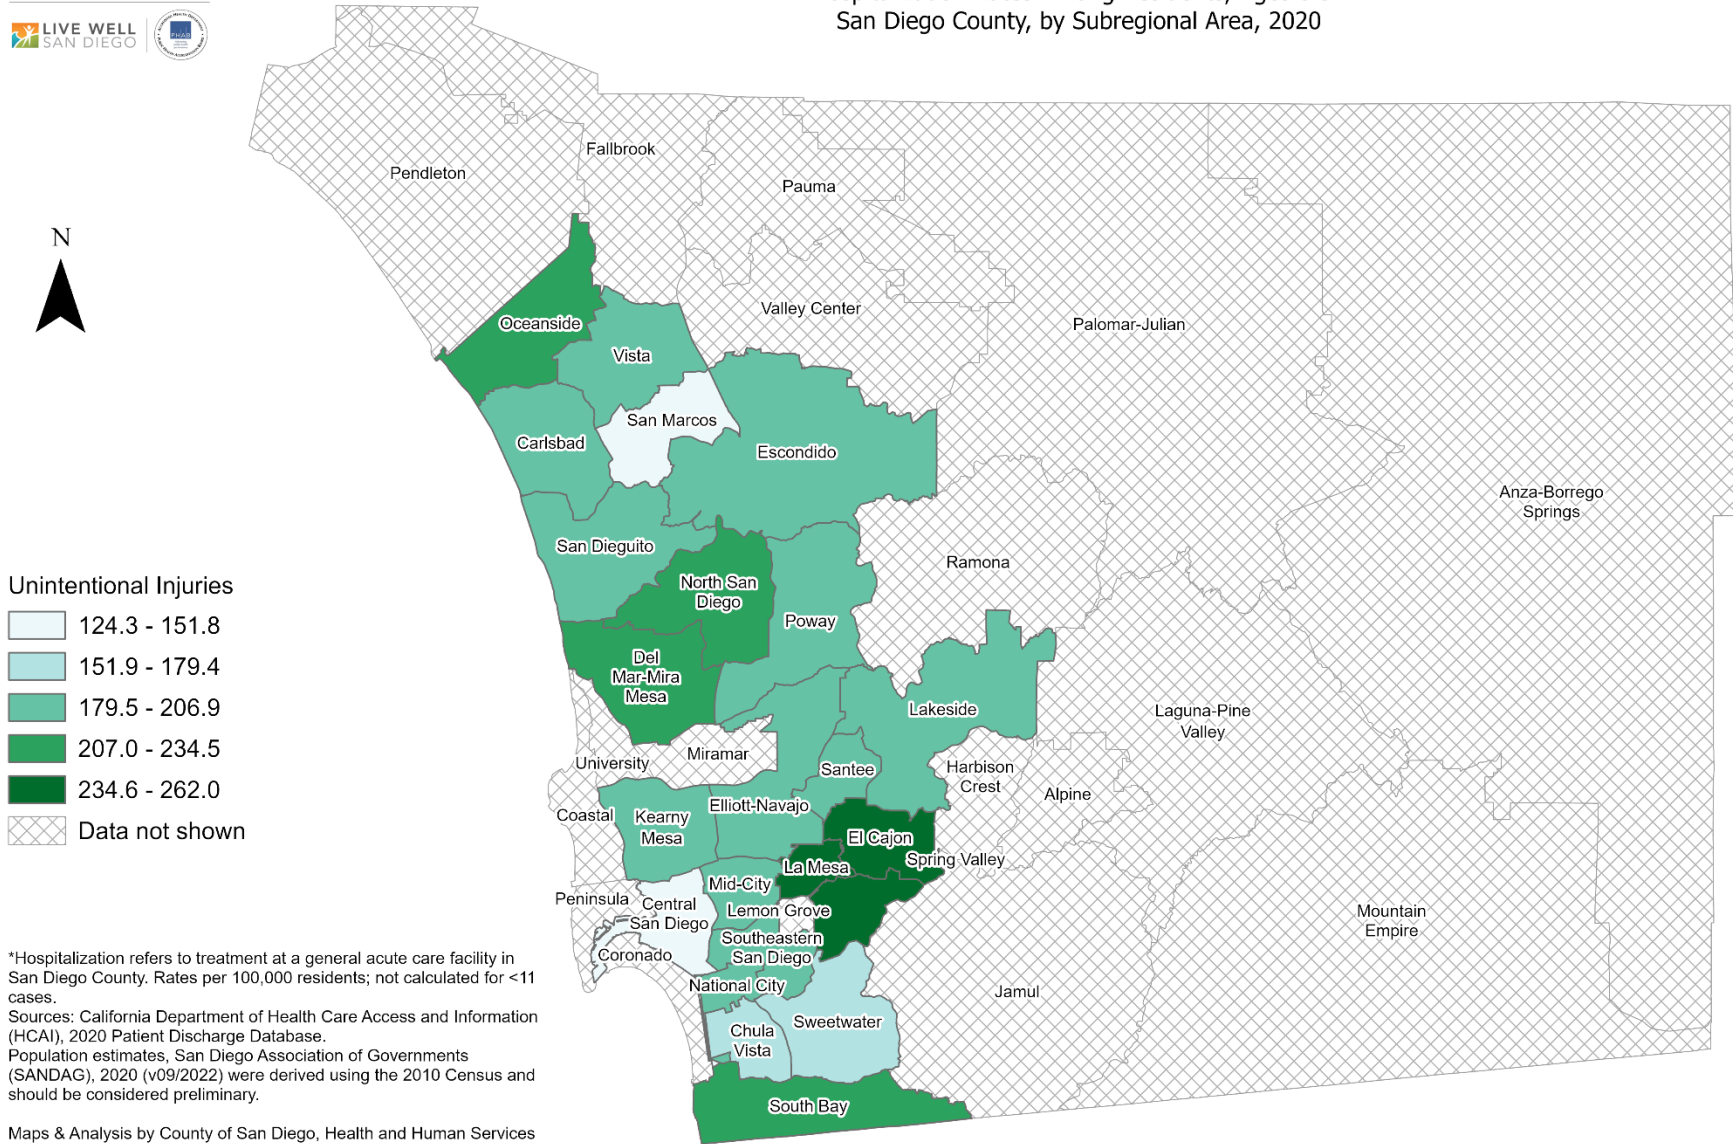 San Diego County, by Subregional Area, 2020
LIVE WELL
SAN DIEGO
PHAB
N
Pendleton
Fallbrook
Pauma
Valley Center
Palomar-Julian
Oceanside
Vista
San Marcos
Carlsbad
Escondido
Anza-Borrego
Springs
San Dieguito
Ramona
North San
Diego
Poway
Del
Mar-Mira
Mesa
Lakeside
Laguna-Pine
Valley
Miramar
University
Santee
Harbison
Crest
Alpine
Coastal
Kearny
Mesa
Elliott-Navajo
El Cajon
Spring Valley
La Mesa
Mid-City
Peninsula
Central
San Diego
Lemon Grove
Mountain
Empire
Southeastern
San Diego
Coronado
National City
Jamul
Chula
Vista
Sweetwater
South Bay
Unintentional Injuries
124.3 - 151.8
151.9 - 179.4
179.5 - 206.9
207.0 - 234.5
234.6 - 262.0
Data not shown
*Hospitalization refers to treatment at a general acute care facility in
San Diego County. Rates per 100,000 residents; not calculated for <11
cases.
Sources: California Department of Health Care Access and Information
(HCAI), 2020 Patient Discharge Database.
Population estimates, San Diego Association of Governments
(SANDAG), 2020 (v09/2022) were derived using the 2010 Census and
should be considered preliminary.
Maps & Analysis by County of San Diego, Health and Human Services